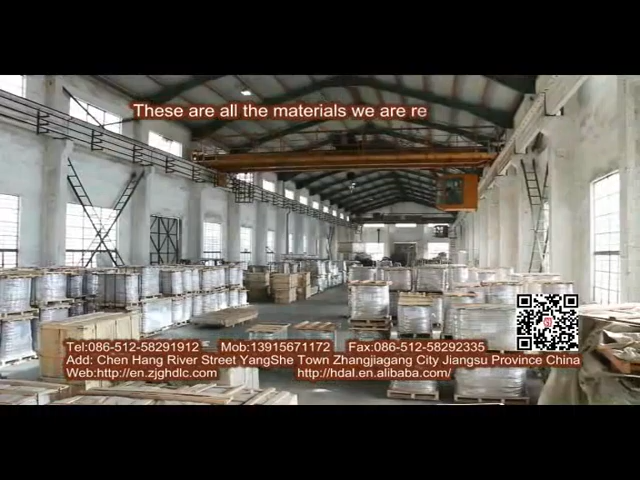 These are all the materials we are re
Tel:086-512-58291912 Mob:13915671172 Fax:086-512-58292335
Add: Chen Hang River Street YangShe Town Zhangjiagang City Jiangsu Province China
Web:http://en.zjghdlc.com http://hdal.en.alibaba.com